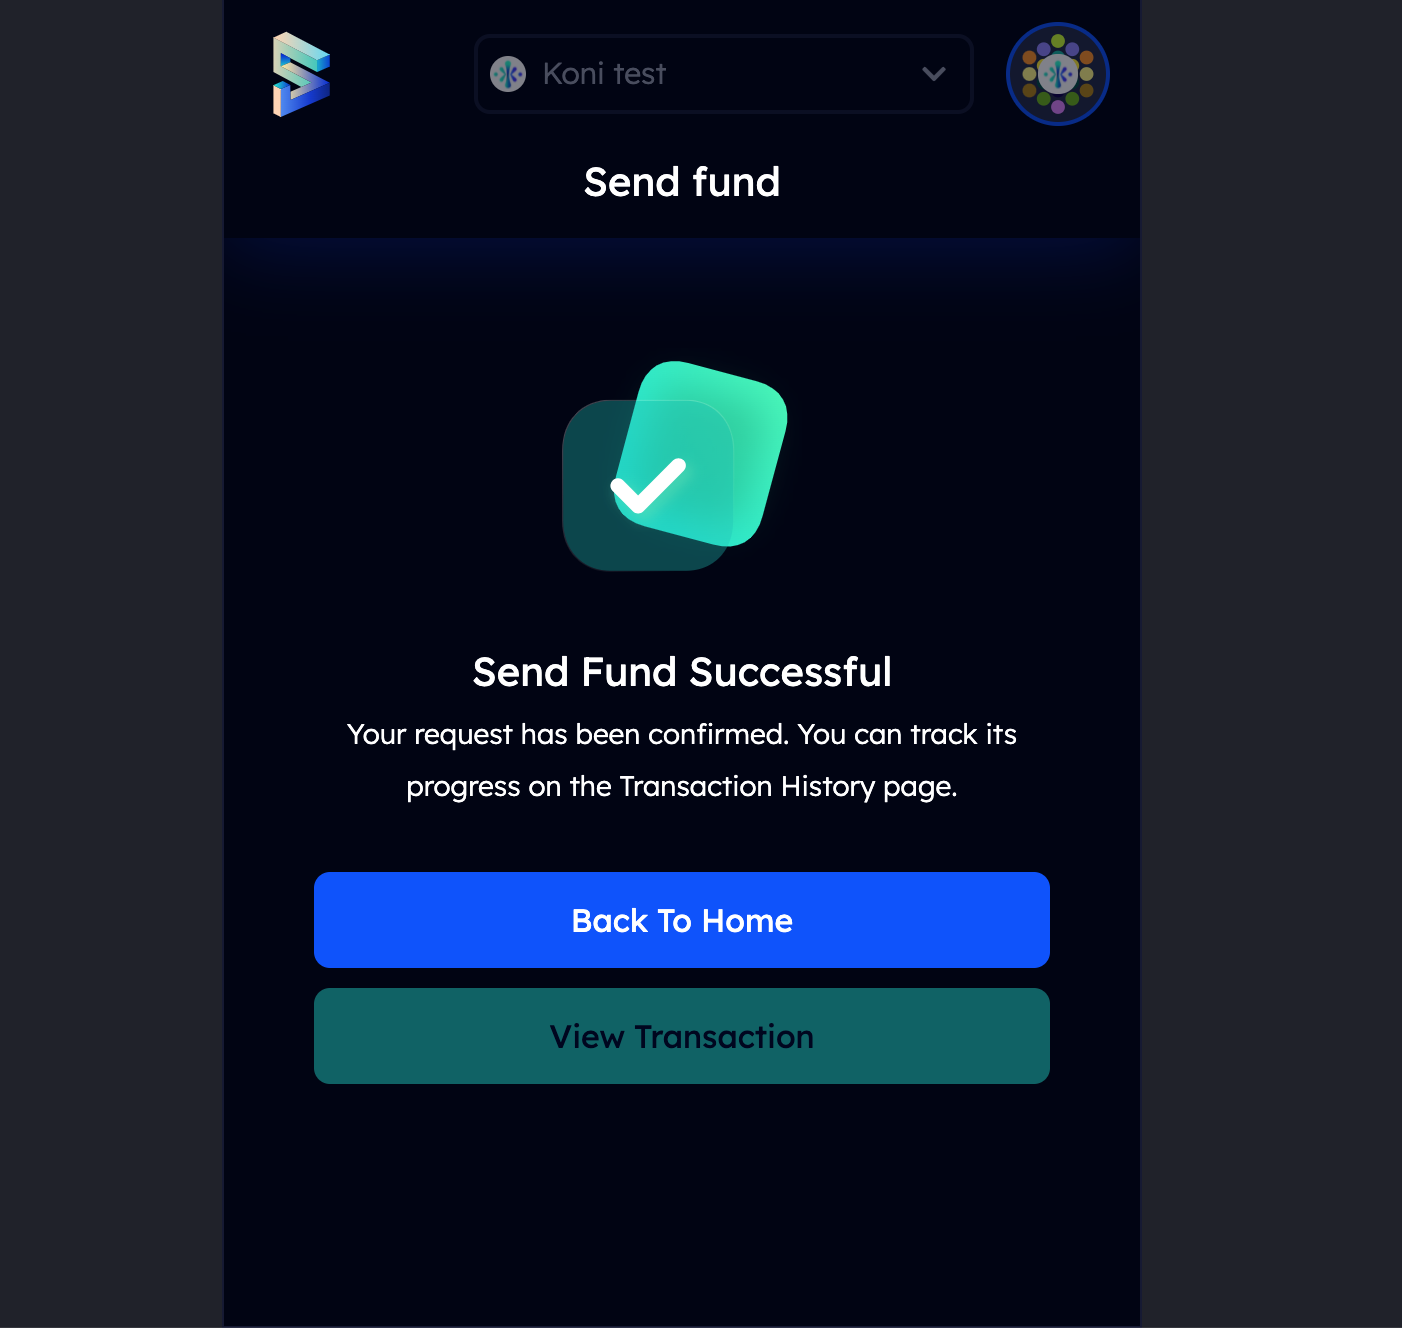 Koni test
Send fund
Send Fund Successful
Your request has been confirmed. You can track its
progress on the Transaction History page.
Back To Home
View Transaction